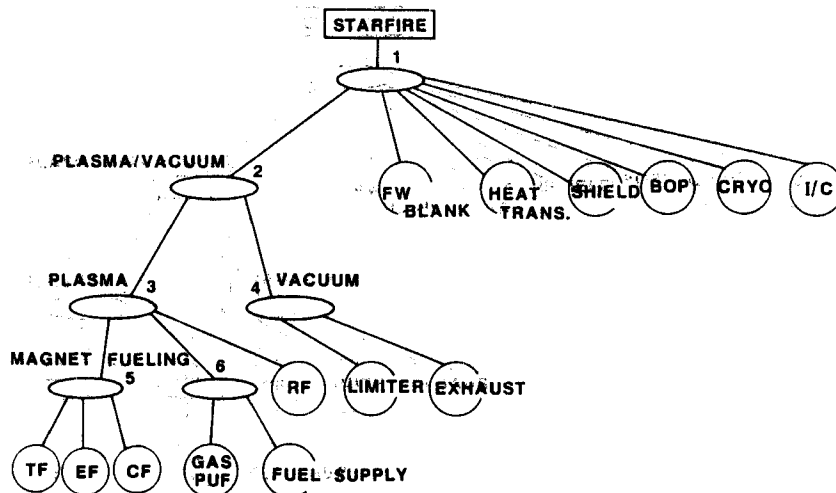 STARFIRE
1
PLASMA/VACUUM
2
FW
BLANK
HEAT
TRANS.
SHIELD
BOP
CRYO
I/C
PLASMA
3
4
VACUUM
MAGNET
5
FUELING
6
RF
LIMITER
EXHAUST
TF
EF
CF
GAS
PUF
FUEL SUPPLY